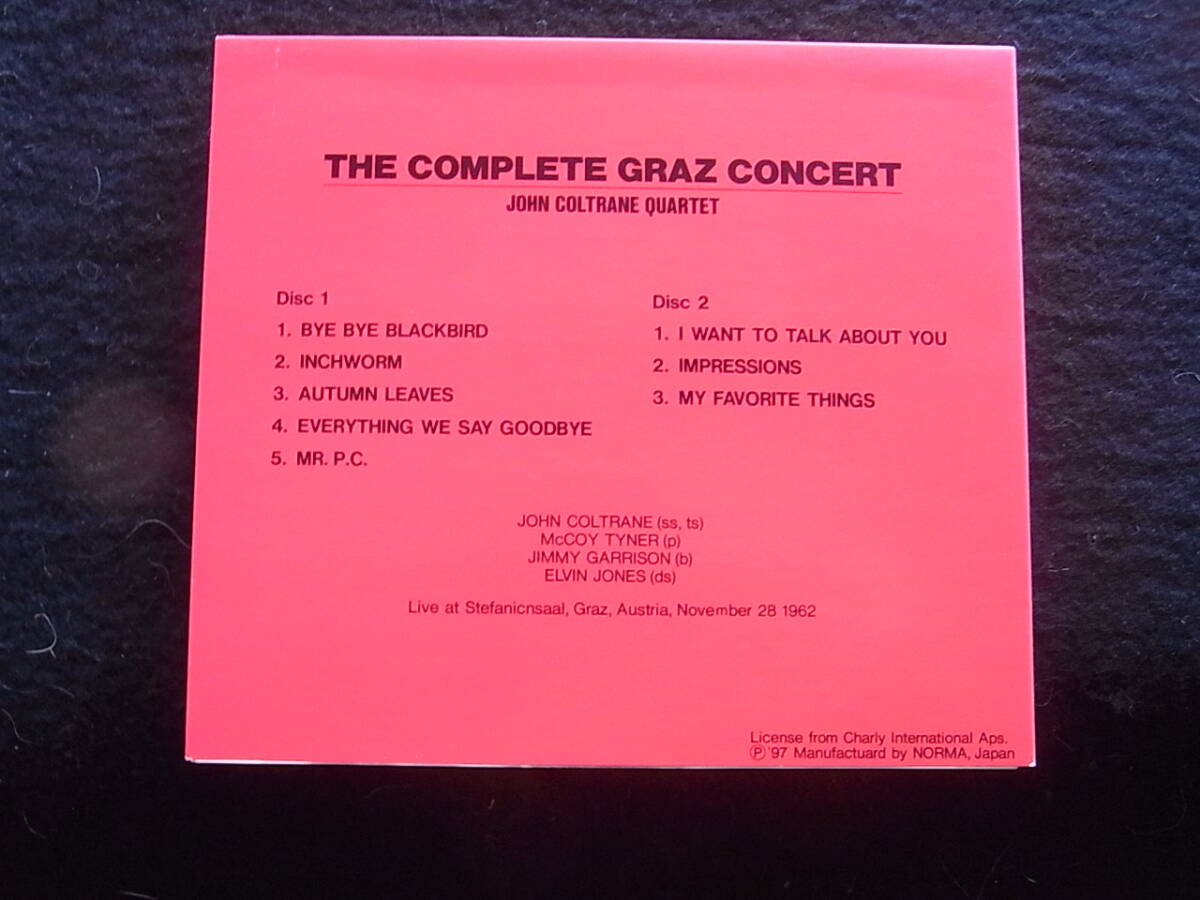 THE COMPLETE GRAZ CONCERT
JOHN COLTRANE QUARTET
Disc 1
1. BYE BYE BLACKBIRD
2. INCHWORM
3. AUTUMN LEAVES
4. EVERYTHING WE SAY GOODBYE
5. MR. P.C.
Disc 2
1. I WANT TO TALK ABOUT YOU
2. IMPRESSIONS
3. MY FAVORITE THINGS
JOHN COLTRANE (ss, ts)
McCOY TYNER (p)
JIMMY GARRISON (b)
ELVIN JONES (ds)
Live at Stefanicnsaal, Graz, Austria, November 28 1962
License from Charly International Aps.
Ⓟ '97 Manufactuard by NORMA, Japan